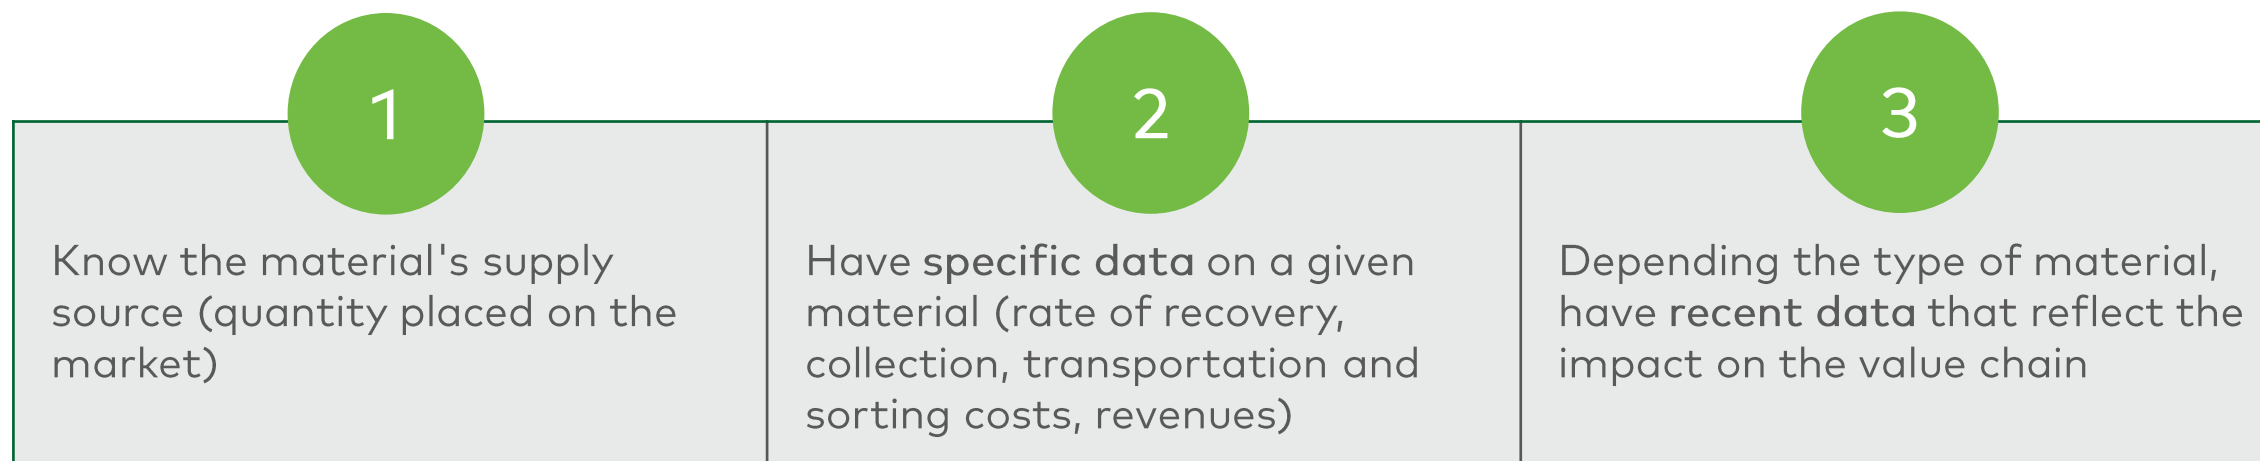 1
Know the material's supply
source (quantity placed on the
market)
2
Have specific data on a given
material (rate of recovery,
collection, transportation and
sorting costs, revenues)
3
Depending the type of material,
have recent data that reflect the
impact on the value chain